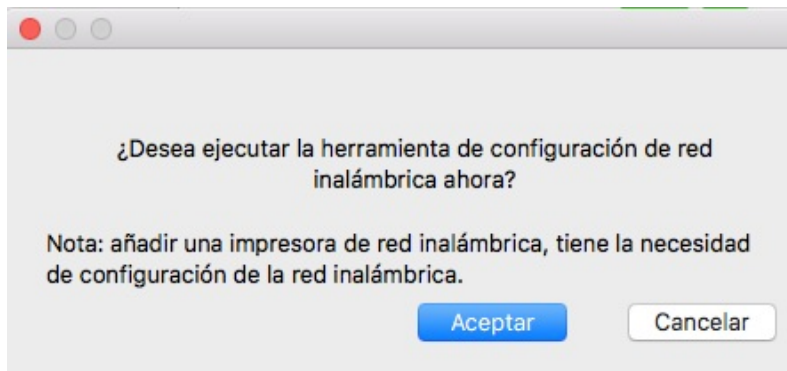 ¿Desea ejecutar la herramienta de configuración de red
inalámbrica ahora?
Nota: añadir una impresora de red inalámbrica, tiene la necesidad
de configuración de la red inalámbrica.
Aceptar
Cancelar